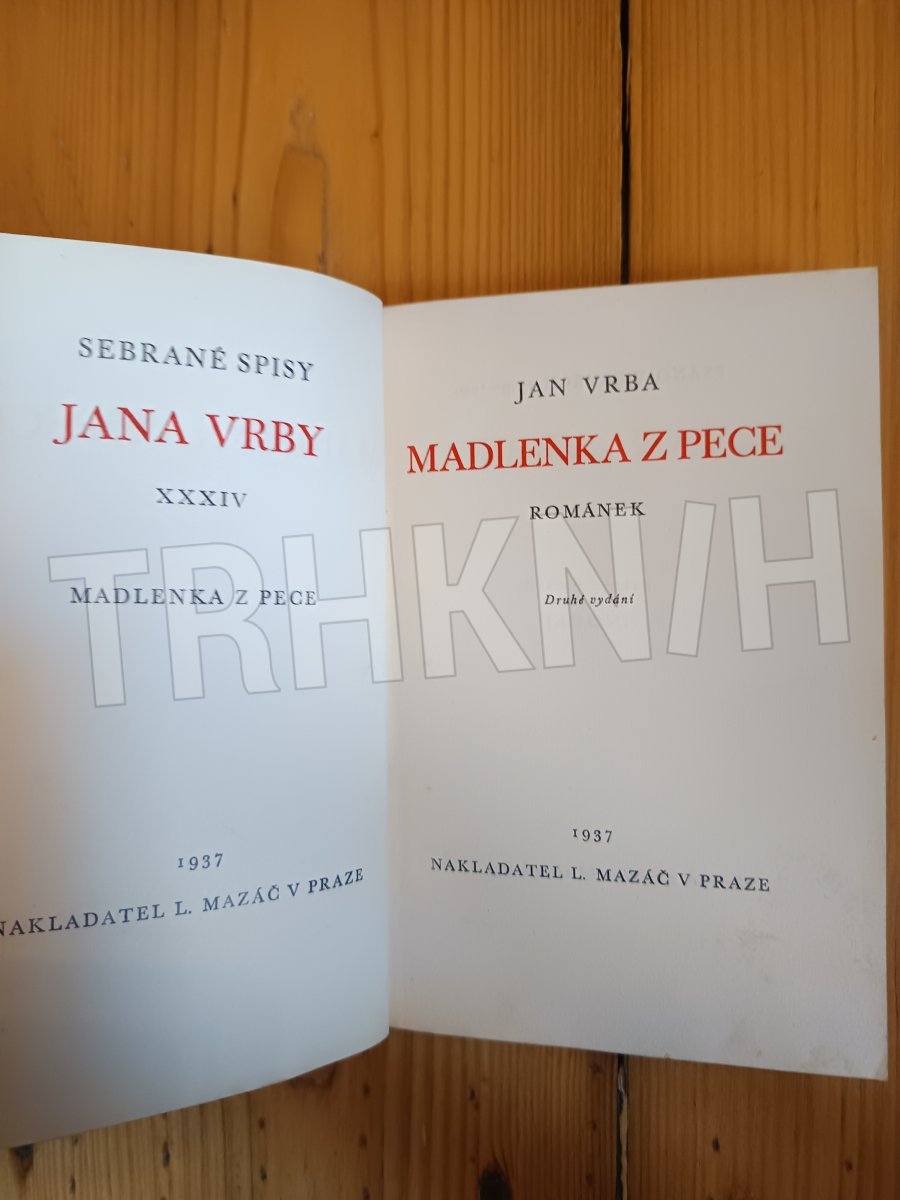 SEBRANÉ SPISY
JANA VRBY
XXXIV
MADLENKA Z PECE
1937
NAKLADATEL L. MAZÁČ V PRAZE
JAN VRBA
MADLENKA Z PECE
ROMÁNEK
Druhé vydání
1937
NAKLADATEL L. MAZÁČ V PRAZE
TRHKNIH